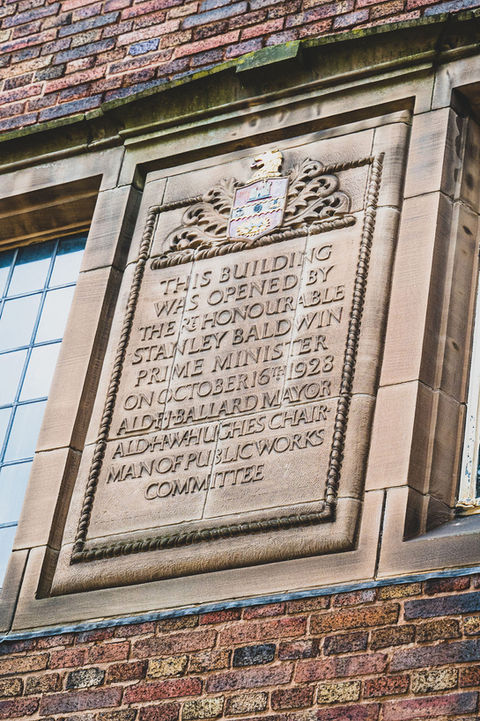 THIS BUILDING
WAS OPENED BY
THE RT HONOURABLE
STANLEY BALDWIN
PRIME MINISTER
ON OCTOBER 16TH 1928
ALD·F·J·BALLARD MAYOR
ALD·H·W·HUGHES CHAIR
MAN OF PUBLIC WORKS
COMMITTEE